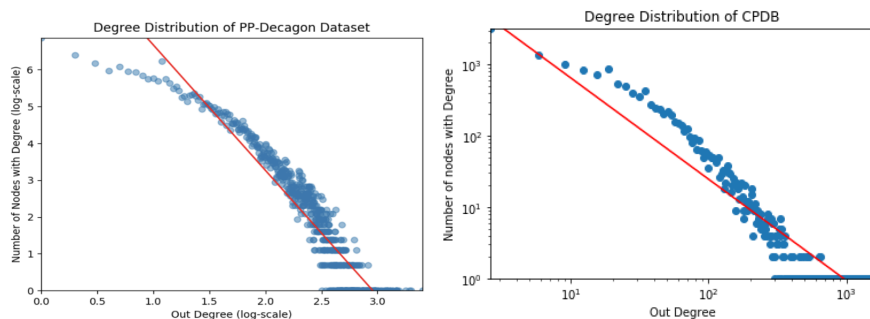 Degree Distribution of PP-Decagon Dataset
Number of Nodes with Degree (log-scale)
6
5
4
3
2
1
0
0.0 0.5 1.0 1.5 2.0 2.5 3.0
Out Degree (log-scale)
Degree Distribution of CPDB
Number of nodes with Degree
10³
10²
10¹
10⁰
10¹ 10² 10³
Out Degree